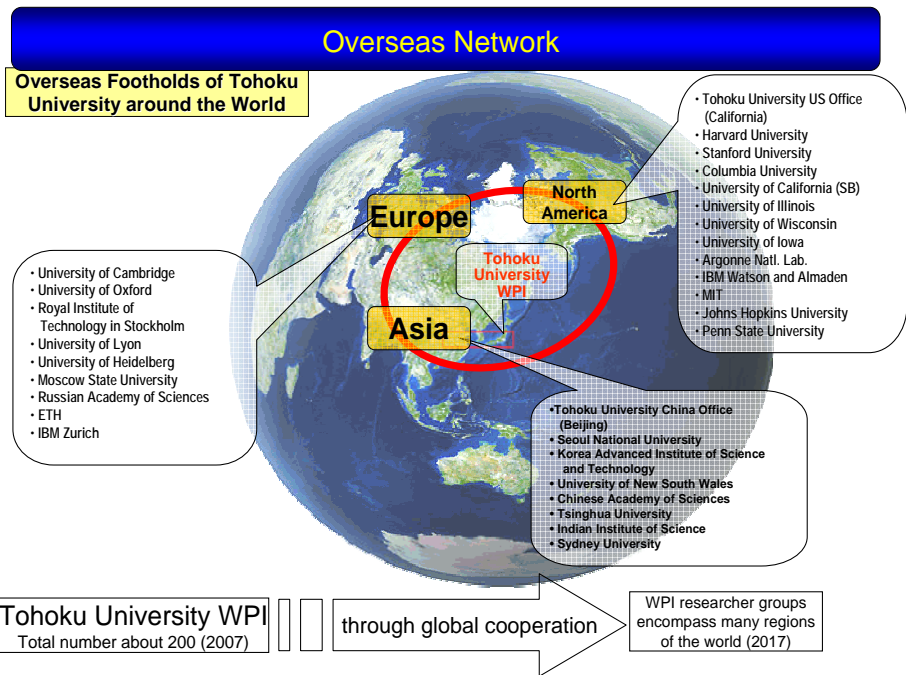 Overseas Network
Overseas Footholds of Tohoku
University around the World
• Tohoku University US Office
(California)
• Harvard University
• Stanford University
• Columbia University
• University of California (SB)
• University of Illinois
• University of Wisconsin
• University of Iowa
• Argonne Natl. Lab.
• IBM Watson and Almaden
• MIT
• Johns Hopkins University
• Penn State University
North
America
Europe
Tohoku
University
WPI
Asia
• University of Cambridge
• University of Oxford
• Royal Institute of
Technology in Stockholm
• University of Lyon
• University of Heidelberg
• Moscow State University
• Russian Academy of Sciences
• ETH
• IBM Zurich
•Tohoku University China Office
(Beijing)
• Seoul National University
• Korea Advanced Institute of Science
and Technology
• University of New South Wales
• Chinese Academy of Sciences
• Tsinghua University
• Indian Institute of Science
• Sydney University
Tohoku University WPI
Total number about 200 (2007)
through global cooperation
WPI researcher groups
encompass many regions
of the world (2017)